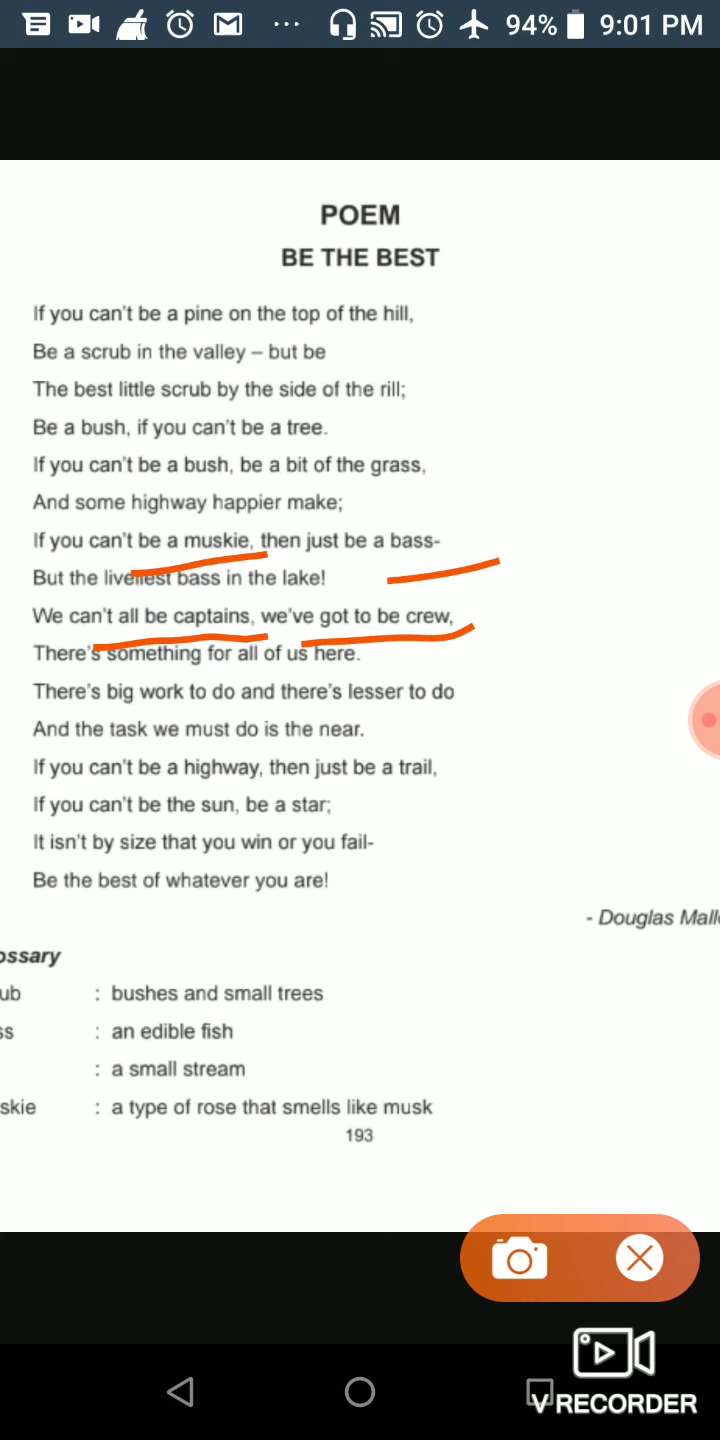 94% 9:01 PM
POEM
BE THE BEST
If you can't be a pine on the top of the hill,
Be a scrub in the valley – but be
The best little scrub by the side of the rill;
Be a bush, if you can't be a tree.
If you can't be a bush, be a bit of the grass,
And some highway happier make;
If you can't be a muskie, then just be a bass-
But the liveliest bass in the lake!
We can't all be captains, we've got to be crew,
There's something for all of us here.
There's big work to do and there's lesser to do
And the task we must do is the near.
If you can't be a highway, then just be a trail,
If you can't be the sun, be a star;
It isn't by size that you win or you fail-
Be the best of whatever you are!
- Douglas Mall
ossary
ub : bushes and small trees
ss : an edible fish
: a small stream
skie : a type of rose that smells like musk
193
V RECORDER